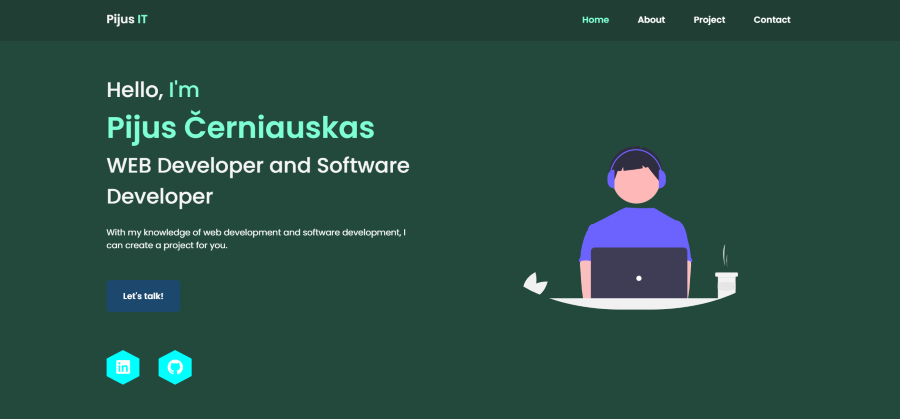 Pijus IT
Home About Project Contact
Hello, I'm
Pijus Černiauskas
WEB Developer and Software
Developer
With my knowledge of web development and software development, I
can create a project for you.
Let's talk!
in